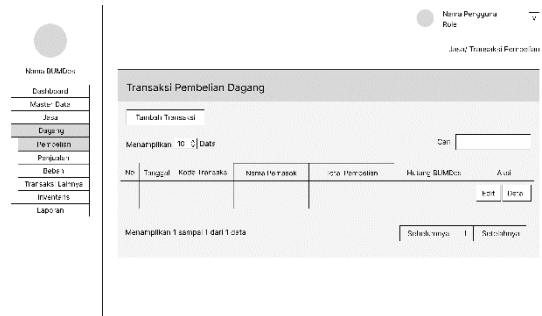 Nama Pengguna
Role
V
Jasa/ Transaksi Pembelian
Nama BUMDes
Dashboard
Master Data
Jasa
Dagang
Pembelian
Penjualan
Beban
Transaksi Lainnya
Inventaris
Laporan
Transaksi Pembelian Dagang
Tambah Transaksi
Menampilkan 10 Data
Cari
No Tanggal Kode Transaksi Nama Pemasok Total Pembelian Hutang BUMDes Aksi
Edit Detail
Menampilkan 1 sampai 1 dari 1 data
Sebelumnya 1 Setelahnya